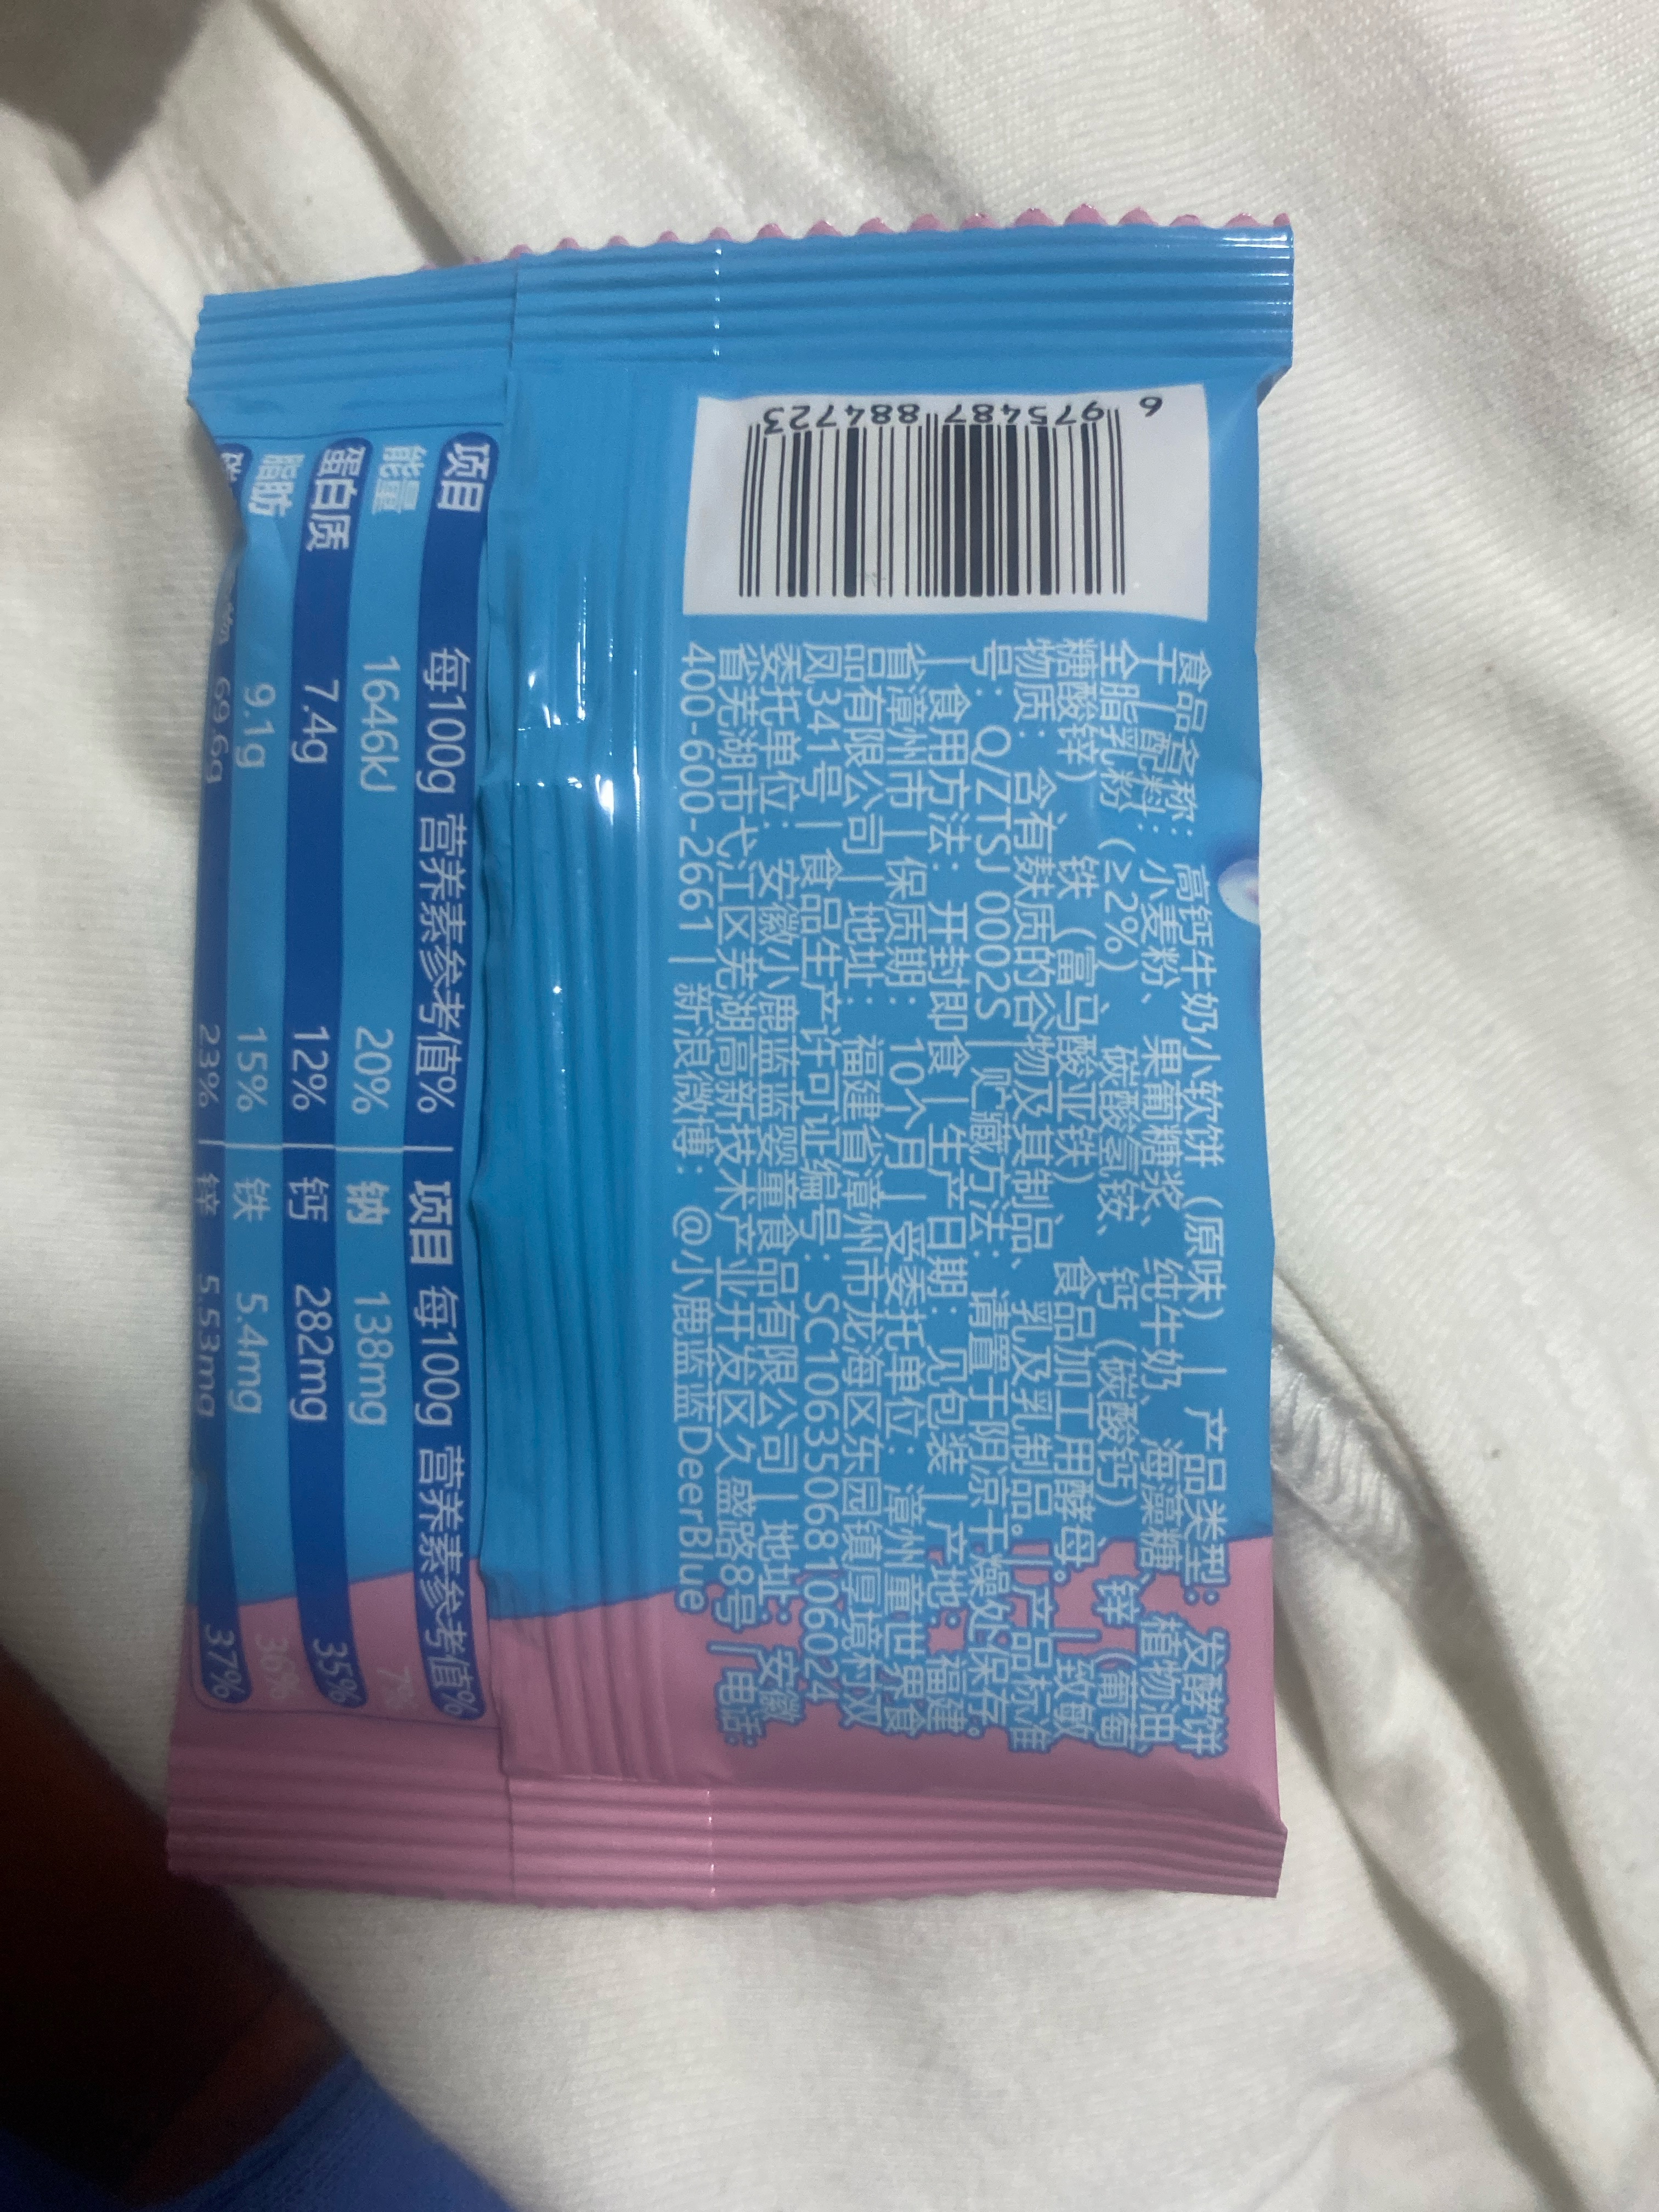 食品名称：高钙牛奶小软饼（原味）｜产品类型：发酵饼
干｜配料：小麦粉、果葡糖浆、纯牛奶、海藻糖、植物油、
全脂乳粉（≥2%）、碳酸氢铵、钙（碳酸钙）、锌（葡萄
糖酸锌）、铁（富马酸亚铁）、食品加工用酵母。｜致敏
物质：含有麸质的谷物及其制品、乳及乳制品。｜产品标准
号：Q/ZTSJ 0002S｜贮藏方法：请置于阴凉干燥处保存
｜食用方法：开封即食｜生产日期：见包装｜产地：福建
省漳州市｜保质期：10个月｜受委托单位：漳州童世界食
品有限公司｜地址：福建省漳州市龙海区东园镇厚境村双
凤341号｜食品生产许可证编号：SC10635068106024
委托单位：安徽小鹿蓝蓝婴童食品有限公司｜地址：安徽
省芜湖市弋江区芜湖高新技术产业开发区久盛路8号｜电话：
400-600-2661｜新浪微博：@小鹿蓝蓝DeerBlue
6 975487 884723
项目 每100g 营养素参考值% 项目 每100g 营养素参考值%
能量 1646kJ 20% 钠 138mg 7%
蛋白质 7.4g 12% 钙 282mg 35%
脂肪 9.1g 15% 铁 5.4mg 36%
69.6g 23% 锌 5.53mg 37%